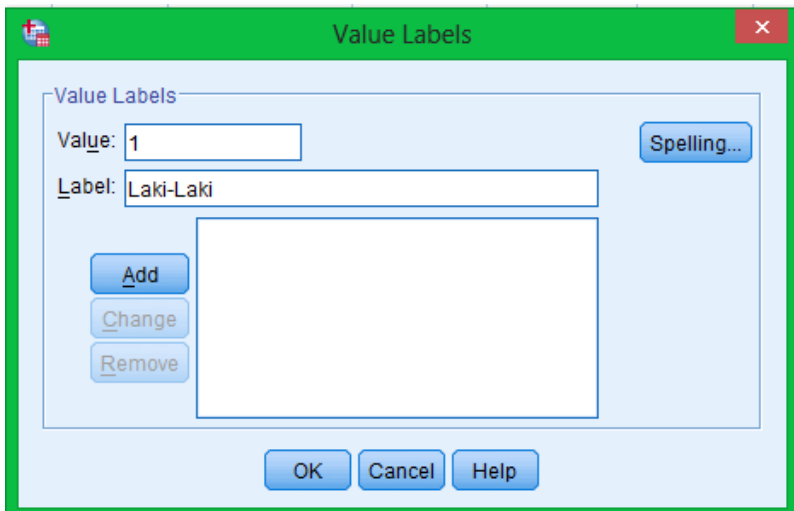 Value Labels
Value Labels
Value: 1
Spelling...
Label: Laki-Laki
Add
Change
Remove
OK Cancel Help